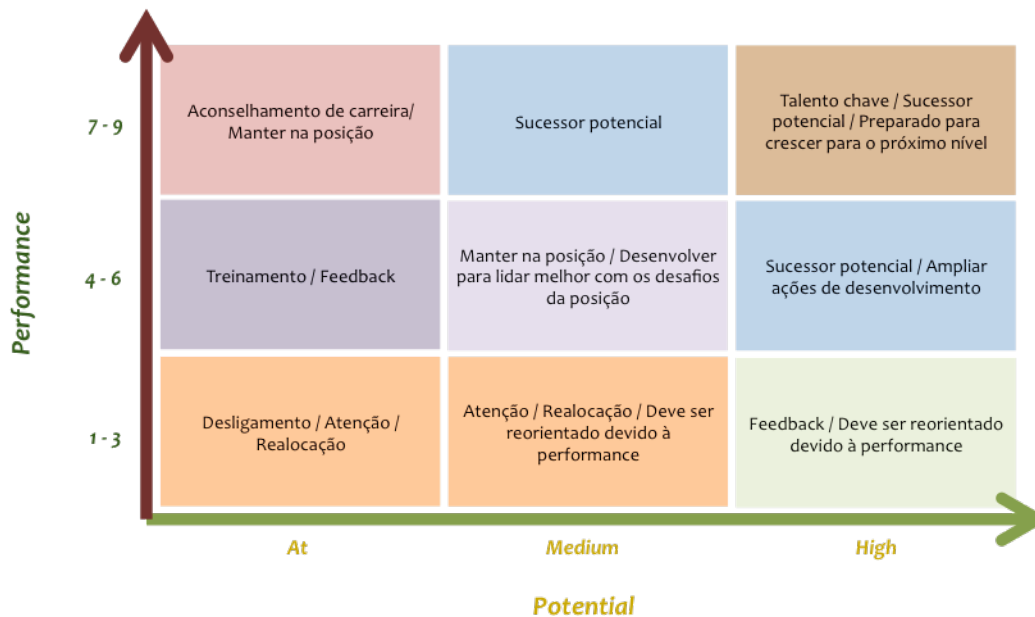 7 - 9
Aconselhamento de carreira/
Manter na posição
Sucessor potencial
Talento chave / Sucessor
potencial / Preparado para
crescer para o próximo nível
Performance
4 - 6
Treinamento / Feedback
Manter na posição / Desenvolver
para lidar melhor com os desafios
da posição
Sucessor potencial / Ampliar
ações de desenvolvimento
1 - 3
Desligamento / Atenção /
Realocação
Atenção / Realocação / Deve ser
reorientado devido à
performance
Feedback / Deve ser reorientado
devido à performance
At
Medium
High
Potential